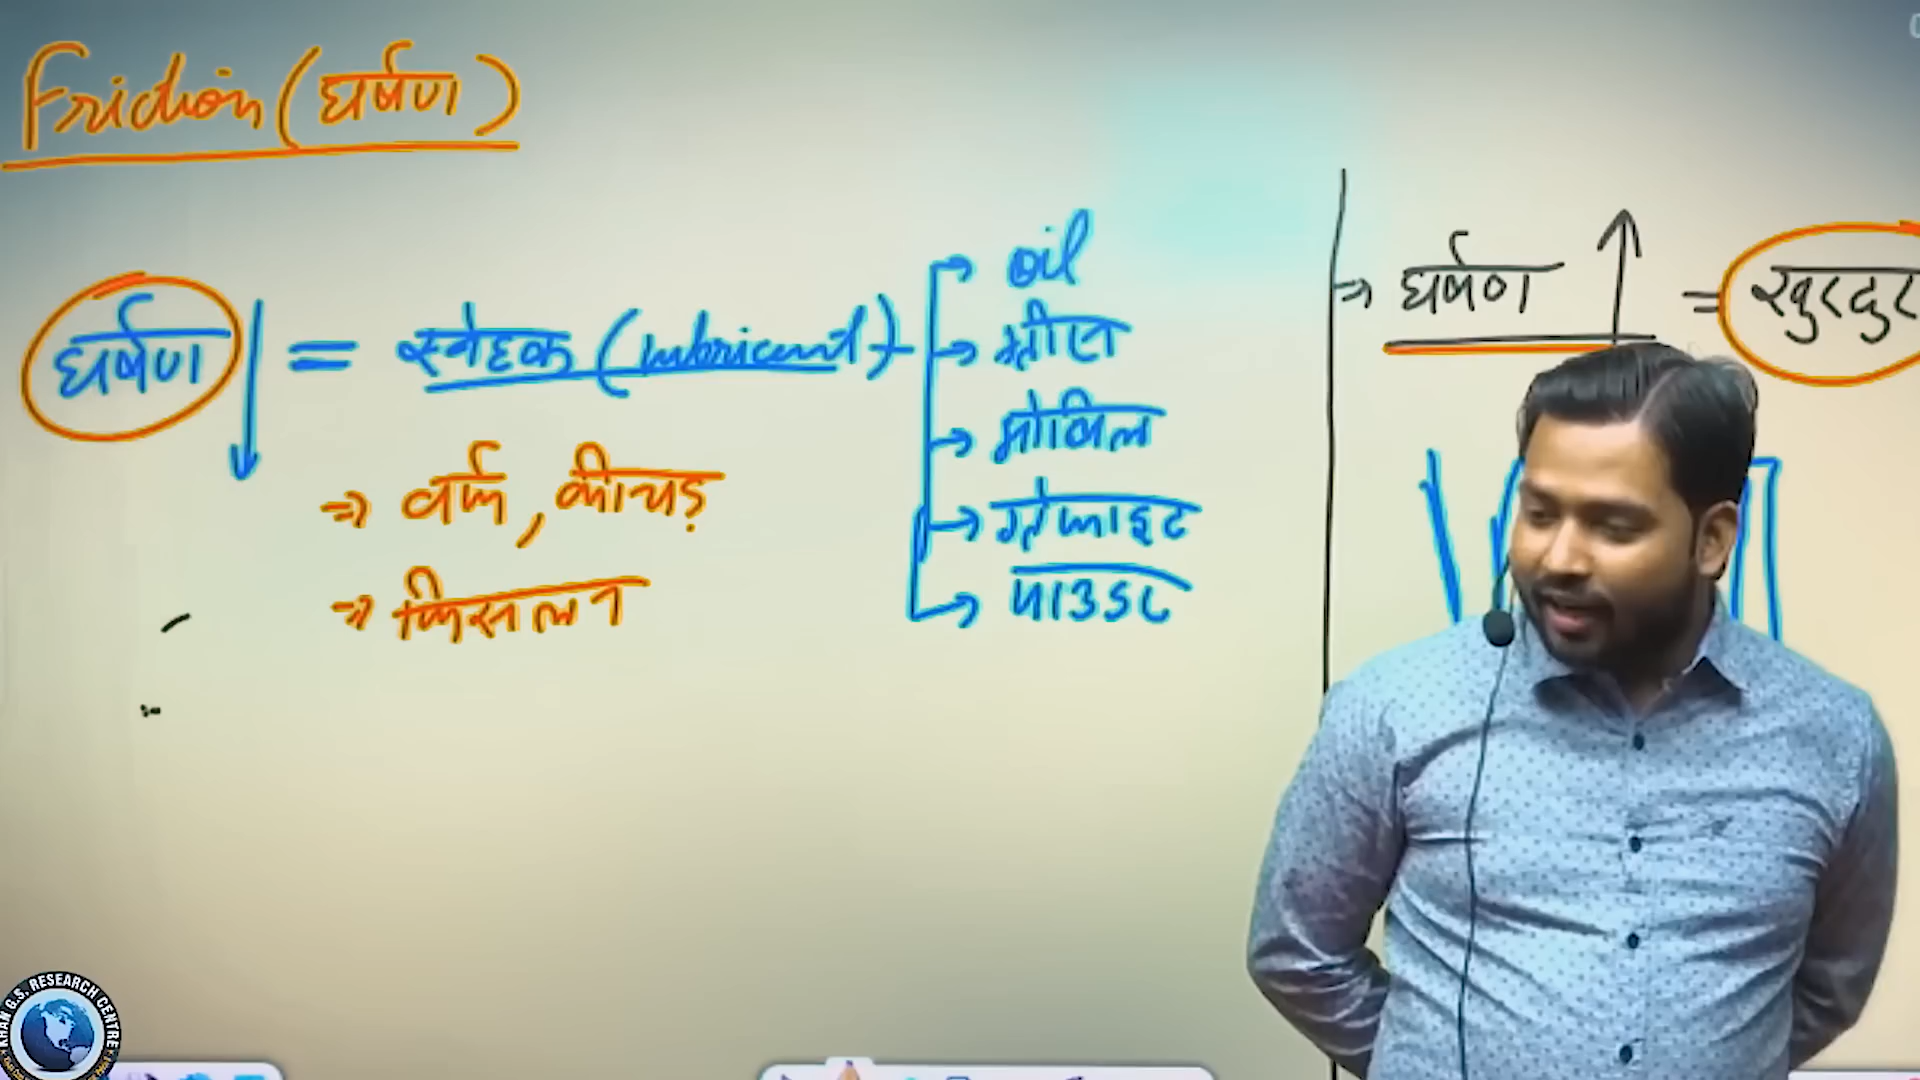 Friction (घर्षण)
घर्षण ↓ = स्नेहक (lubricant)
→ oil
→ ग्रीस
→ मोबिल
→ ग्रेफाइट
→ पाउडर
⇒ वर्फ, कीचड़
⇒ फिसलन
→ घर्षण ↑ = खुरदुर
KHAN G.S. RESEARCH CENTRE